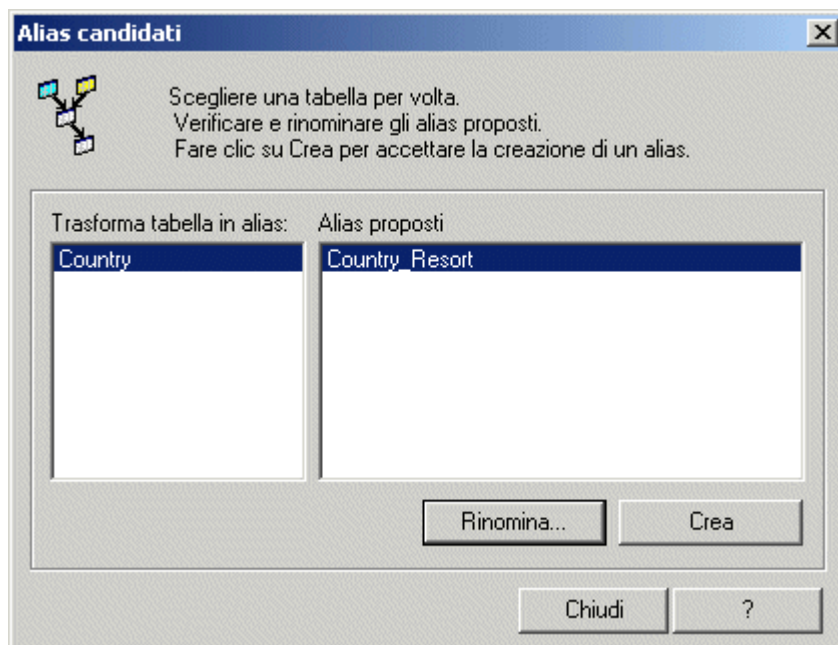 Alias candidati
Scegliere una tabella per volta.
Verificare e rinominare gli alias proposti.
Fare clic su Crea per accettare la creazione di un alias.
Trasforma tabella in alias:
Alias proposti
Country
Country_Resort
Rinomina...
Crea
Chiudi
?